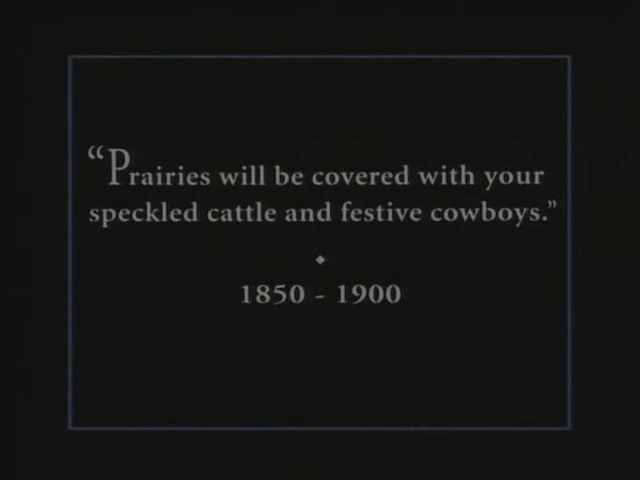 “Prairies will be covered with your
speckled cattle and festive cowboys.”
1850 - 1900